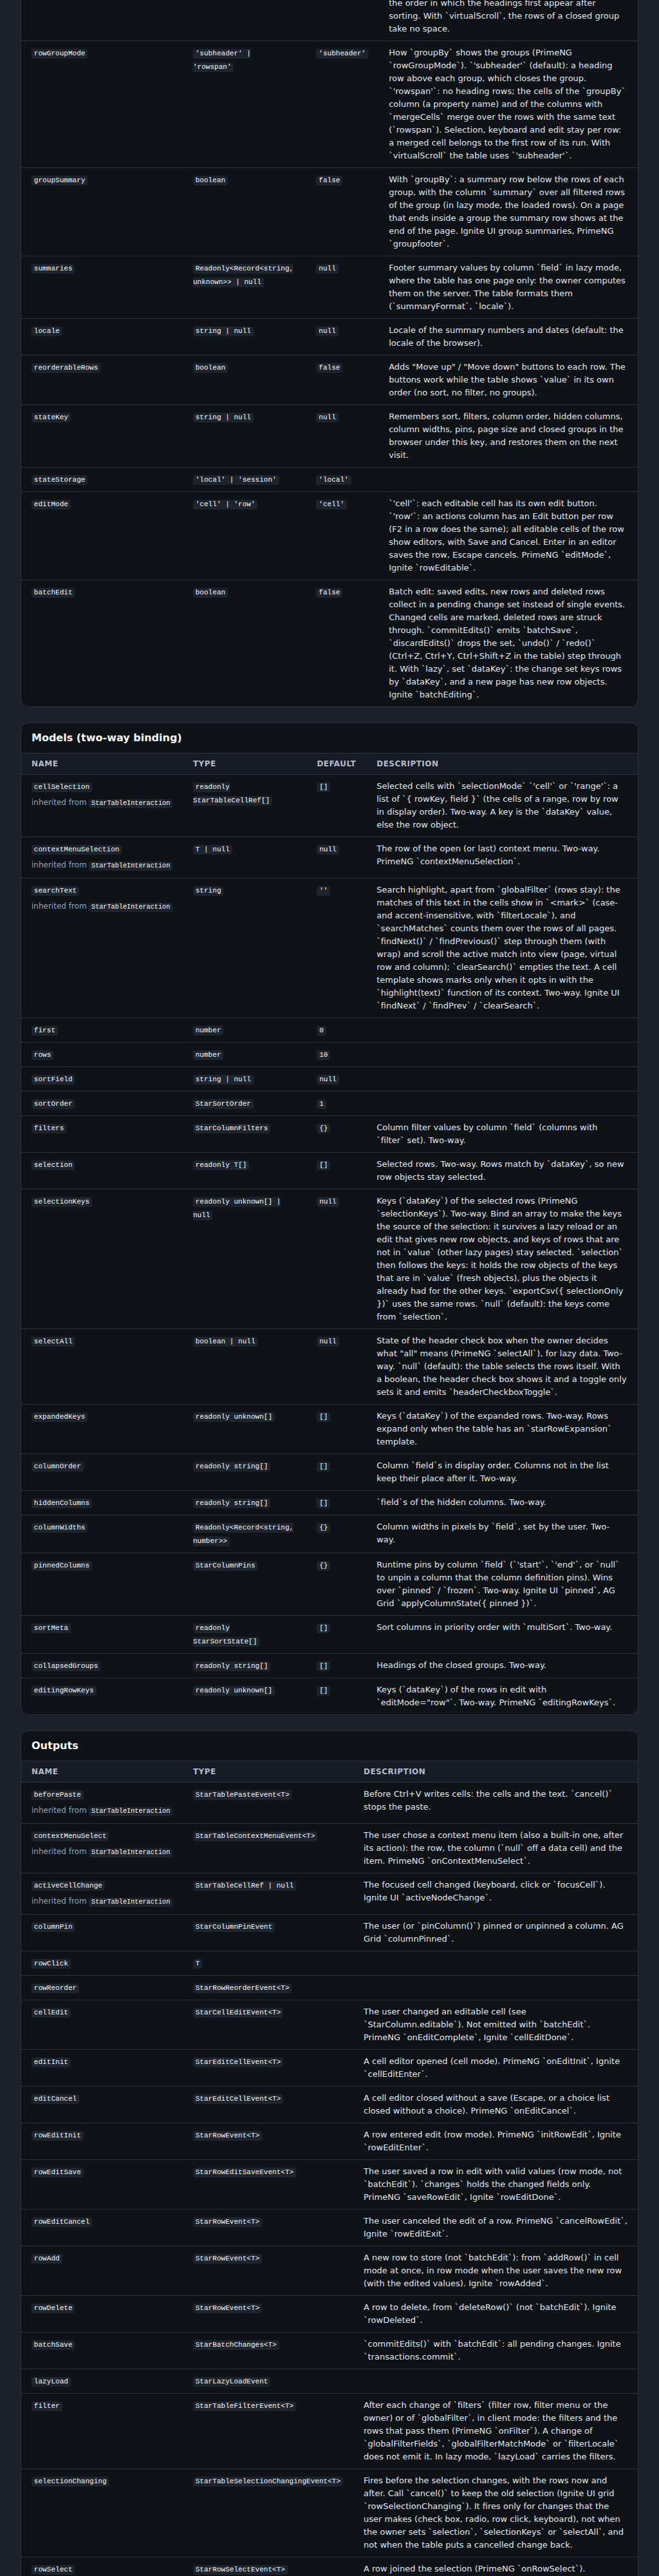 the order in which the headings first appear after
sorting. With `virtualScroll`, the rows of a closed group
take no space.
rowGroupMode 'subheader' | 'subheader' How `groupBy` shows the groups (PrimeNG
'rowspan' `rowGroupMode`). `'subheader'` (default): a heading
row above each group, which closes the group.
`'rowspan'`: no heading rows; the cells of the `groupBy`
column (a property name) and of the columns with
`mergeCells` merge over the rows with the same text
(`rowspan`). Selection, keyboard and edit stay per row:
a merged cell belongs to the first row of its run. With
`virtualScroll` the table uses `'subheader'`.
groupSummary boolean false With `groupBy`: a summary row below the rows of each
group, with the column `summary` over all filtered rows
of the group (in lazy mode, the loaded rows). On a page
that ends inside a group the summary row shows at the
end of the page. Ignite UI group summaries, PrimeNG
`groupfooter`.
summaries Readonly<Record<string, null Footer summary values by column `field` in lazy mode,
unknown>> | null where the table has one page only: the owner computes
them on the server. The table formats them
(`summaryFormat`, `locale`).
locale string | null null Locale of the summary numbers and dates (default: the
locale of the browser).
reorderableRows boolean false Adds "Move up" / "Move down" buttons to each row. The
buttons work while the table shows `value` in its own
order (no sort, no filter, no groups).
stateKey string | null null Remembers sort, filters, column order, hidden columns,
column widths, pins, page size and closed groups in the
browser under this key, and restores them on the next
visit.
stateStorage 'local' | 'session' 'local'
editMode 'cell' | 'row' 'cell' `'cell'`: each editable cell has its own edit button.
`'row'`: an actions column has an Edit button per row
(F2 in a row does the same); all editable cells of the row
show editors, with Save and Cancel. Enter in an editor
saves the row, Escape cancels. PrimeNG `editMode`,
Ignite `rowEditable`.
batchEdit boolean false Batch edit: saved edits, new rows and deleted rows
collect in a pending change set instead of single events.
Changed cells are marked, deleted rows are struck
through. `commitEdits()` emits `batchSave`,
`discardEdits()` drops the set, `undo()` / `redo()`
(Ctrl+Z, Ctrl+Y, Ctrl+Shift+Z in the table) step through
it. With `lazy`, set `dataKey`: the change set keys rows
by `dataKey`, and a new page has new row objects.
Ignite `batchEditing`.
Models (two-way binding)
NAME TYPE DEFAULT DESCRIPTION
cellSelection readonly [] Selected cells with `selectionMode` `'cell'` or `'range'`: a
inherited from StarTableInteraction StarTableCellRef[] list of `{ rowKey, field }` (the cells of a range, row by row
in display order). Two-way. A key is the `dataKey` value,
else the row object.
contextMenuSelection T | null null The row of the open (or last) context menu. Two-way.
inherited from StarTableInteraction PrimeNG `contextMenuSelection`.
searchText string '' Search highlight, apart from `globalFilter` (rows stay): the
inherited from StarTableInteraction matches of this text in the cells show in `<mark>` (case-
and accent-insensitive, with `filterLocale`), and
`searchMatches` counts them over the rows of all pages.
`findNext()` / `findPrevious()` step through them (with
wrap) and scroll the active match into view (page, virtual
row and column); `clearSearch()` empties the text. A cell
template shows marks only when it opts in with the
`highlight(text)` function of its context. Two-way. Ignite UI
`findNext` / `findPrev` / `clearSearch`.
first number 0
rows number 10
sortField string | null null
sortOrder StarSortOrder 1
filters StarColumnFilters {} Column filter values by column `field` (columns with
`filter` set). Two-way.
selection readonly T[] [] Selected rows. Two-way. Rows match by `dataKey`, so new
row objects stay selected.
selectionKeys readonly unknown[] | null Keys (`dataKey`) of the selected rows (PrimeNG
null `selectionKeys`). Two-way. Bind an array to make the keys
the source of the selection: it survives a lazy reload or an
edit that gives new row objects, and keys of rows that are
not in `value` (other lazy pages) stay selected. `selection`
then follows the keys: it holds the row objects of the keys
that are in `value` (fresh objects), plus the objects it
already had for the other keys. `exportCsv({ selectionOnly
})` uses the same rows. `null` (default): the keys come
from `selection`.
selectAll boolean | null null State of the header check box when the owner decides
what "all" means (PrimeNG `selectAll`), for lazy data. Two-
way. `null` (default): the table selects the rows itself. With
a boolean, the header check box shows it and a toggle only
sets it and emits `headerCheckboxToggle`.
expandedKeys readonly unknown[] [] Keys (`dataKey`) of the expanded rows. Two-way. Rows
expand only when the table has an `starRowExpansion`
template.
columnOrder readonly string[] [] Column `field`s in display order. Columns not in the list
keep their place after it. Two-way.
hiddenColumns readonly string[] [] `field`s of the hidden columns. Two-way.
columnWidths Readonly<Record<string, {} Column widths in pixels by `field`, set by the user. Two-
number>> way.
pinnedColumns StarColumnPins {} Runtime pins by column `field` (`'start'`, `'end'`, or `null`
to unpin a column that the column definition pins). Wins
over `pinned` / `frozen`. Two-way. Ignite UI `pinned`, AG
Grid `applyColumnState({ pinned })`.
sortMeta readonly [] Sort columns in priority order with `multiSort`. Two-way.
StarSortState[]
collapsedGroups readonly string[] [] Headings of the closed groups. Two-way.
editingRowKeys readonly unknown[] [] Keys (`dataKey`) of the rows in edit with
`editMode="row"`. Two-way. PrimeNG `editingRowKeys`.
Outputs
NAME TYPE DESCRIPTION
beforePaste StarTablePasteEvent<T> Before Ctrl+V writes cells: the cells and the text. `cancel()`
inherited from StarTableInteraction stops the paste.
contextMenuSelect StarTableContextMenuEvent<T> The user chose a context menu item (also a built-in one, after
inherited from StarTableInteraction its action): the row, the column (`null` off a data cell) and the
item. PrimeNG `onContextMenuSelect`.
activeCellChange StarTableCellRef | null The focused cell changed (keyboard, click or `focusCell`).
inherited from StarTableInteraction Ignite UI `activeNodeChange`.
columnPin StarColumnPinEvent The user (or `pinColumn()`) pinned or unpinned a column. AG
Grid `columnPinned`.
rowClick T
rowReorder StarRowReorderEvent<T>
cellEdit StarCellEditEvent<T> The user changed an editable cell (see
`StarColumn.editable`). Not emitted with `batchEdit`.
PrimeNG `onEditComplete`, Ignite `cellEditDone`.
editInit StarEditCellEvent<T> A cell editor opened (cell mode). PrimeNG `onEditInit`, Ignite
`cellEditEnter`.
editCancel StarEditCellEvent<T> A cell editor closed without a save (Escape, or a choice list
closed without a choice). PrimeNG `onEditCancel`.
rowEditInit StarRowEvent<T> A row entered edit (row mode). PrimeNG `initRowEdit`, Ignite
`rowEditEnter`.
rowEditSave StarRowEditSaveEvent<T> The user saved a row in edit with valid values (row mode, not
`batchEdit`). `changes` holds the changed fields only.
PrimeNG `saveRowEdit`, Ignite `rowEditDone`.
rowEditCancel StarRowEvent<T> The user canceled the edit of a row. PrimeNG `cancelRowEdit`,
Ignite `rowEditExit`.
rowAdd StarRowEvent<T> A new row to store (not `batchEdit`): from `addRow()` in cell
mode at once, in row mode when the user saves the new row
(with the edited values). Ignite `rowAdded`.
rowDelete StarRowEvent<T> A row to delete, from `deleteRow()` (not `batchEdit`). Ignite
`rowDeleted`.
batchSave StarBatchChanges<T> `commitEdits()` with `batchEdit`: all pending changes. Ignite
`transactions.commit`.
lazyLoad StarLazyLoadEvent
filter StarTableFilterEvent<T> After each change of `filters` (filter row, filter menu or the
owner) or of `globalFilter`, in client mode: the filters and the
rows that pass them (PrimeNG `onFilter`). A change of
`globalFilterFields`, `globalFilterMatchMode` or `filterLocale`
does not emit it. In lazy mode, `lazyLoad` carries the filters.
selectionChanging StarTableSelectionChangingEvent<T> Fires before the selection changes, with the rows now and
after. Call `cancel()` to keep the old selection (Ignite UI grid
`rowSelectionChanging`). It fires only for changes that the
user makes (check box, radio, row click, keyboard), not when
the owner sets `selection`, `selectionKeys` or `selectAll`, and
not when the table puts a cancelled change back.
rowSelect StarRowSelectEvent<T> A row joined the selection (PrimeNG `onRowSelect`).